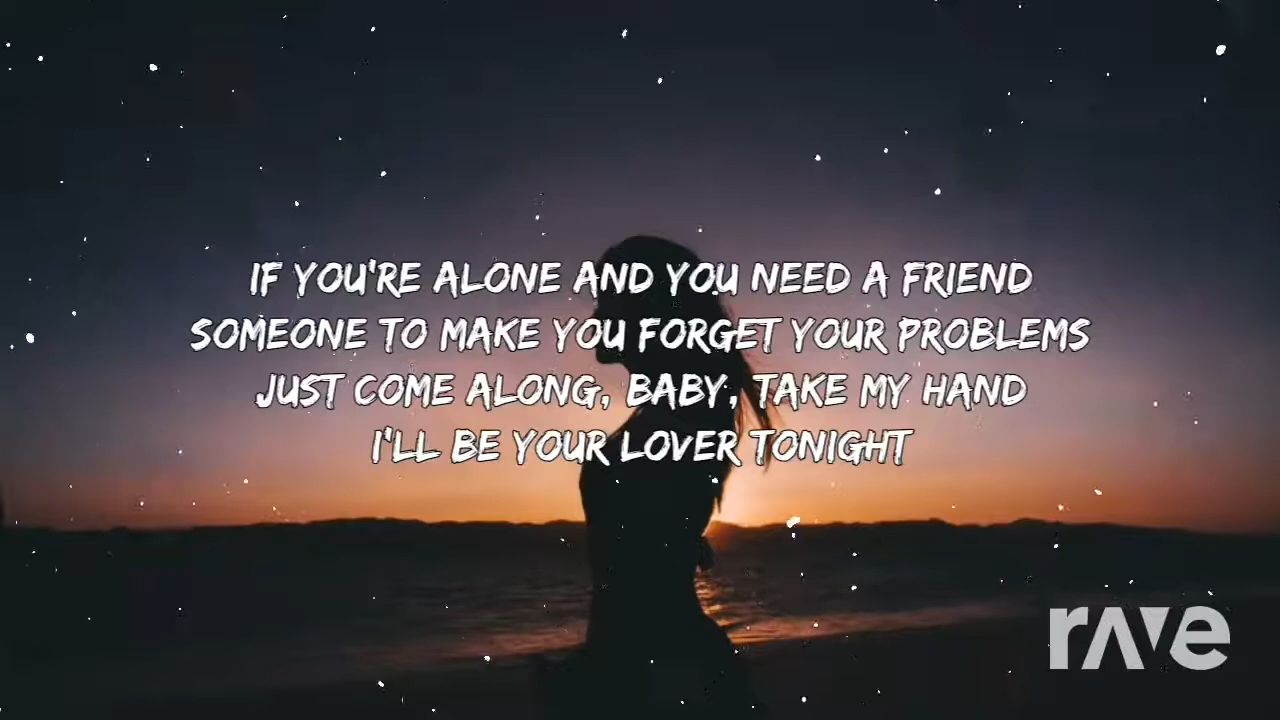 IF YOU'RE ALONE AND YOU NEED A FRIEND
SOMEONE TO MAKE YOU FORGET YOUR PROBLEMS
JUST COME ALONG, BABY, TAKE MY HAND
I'LL BE YOUR LOVER TONIGHT
rave